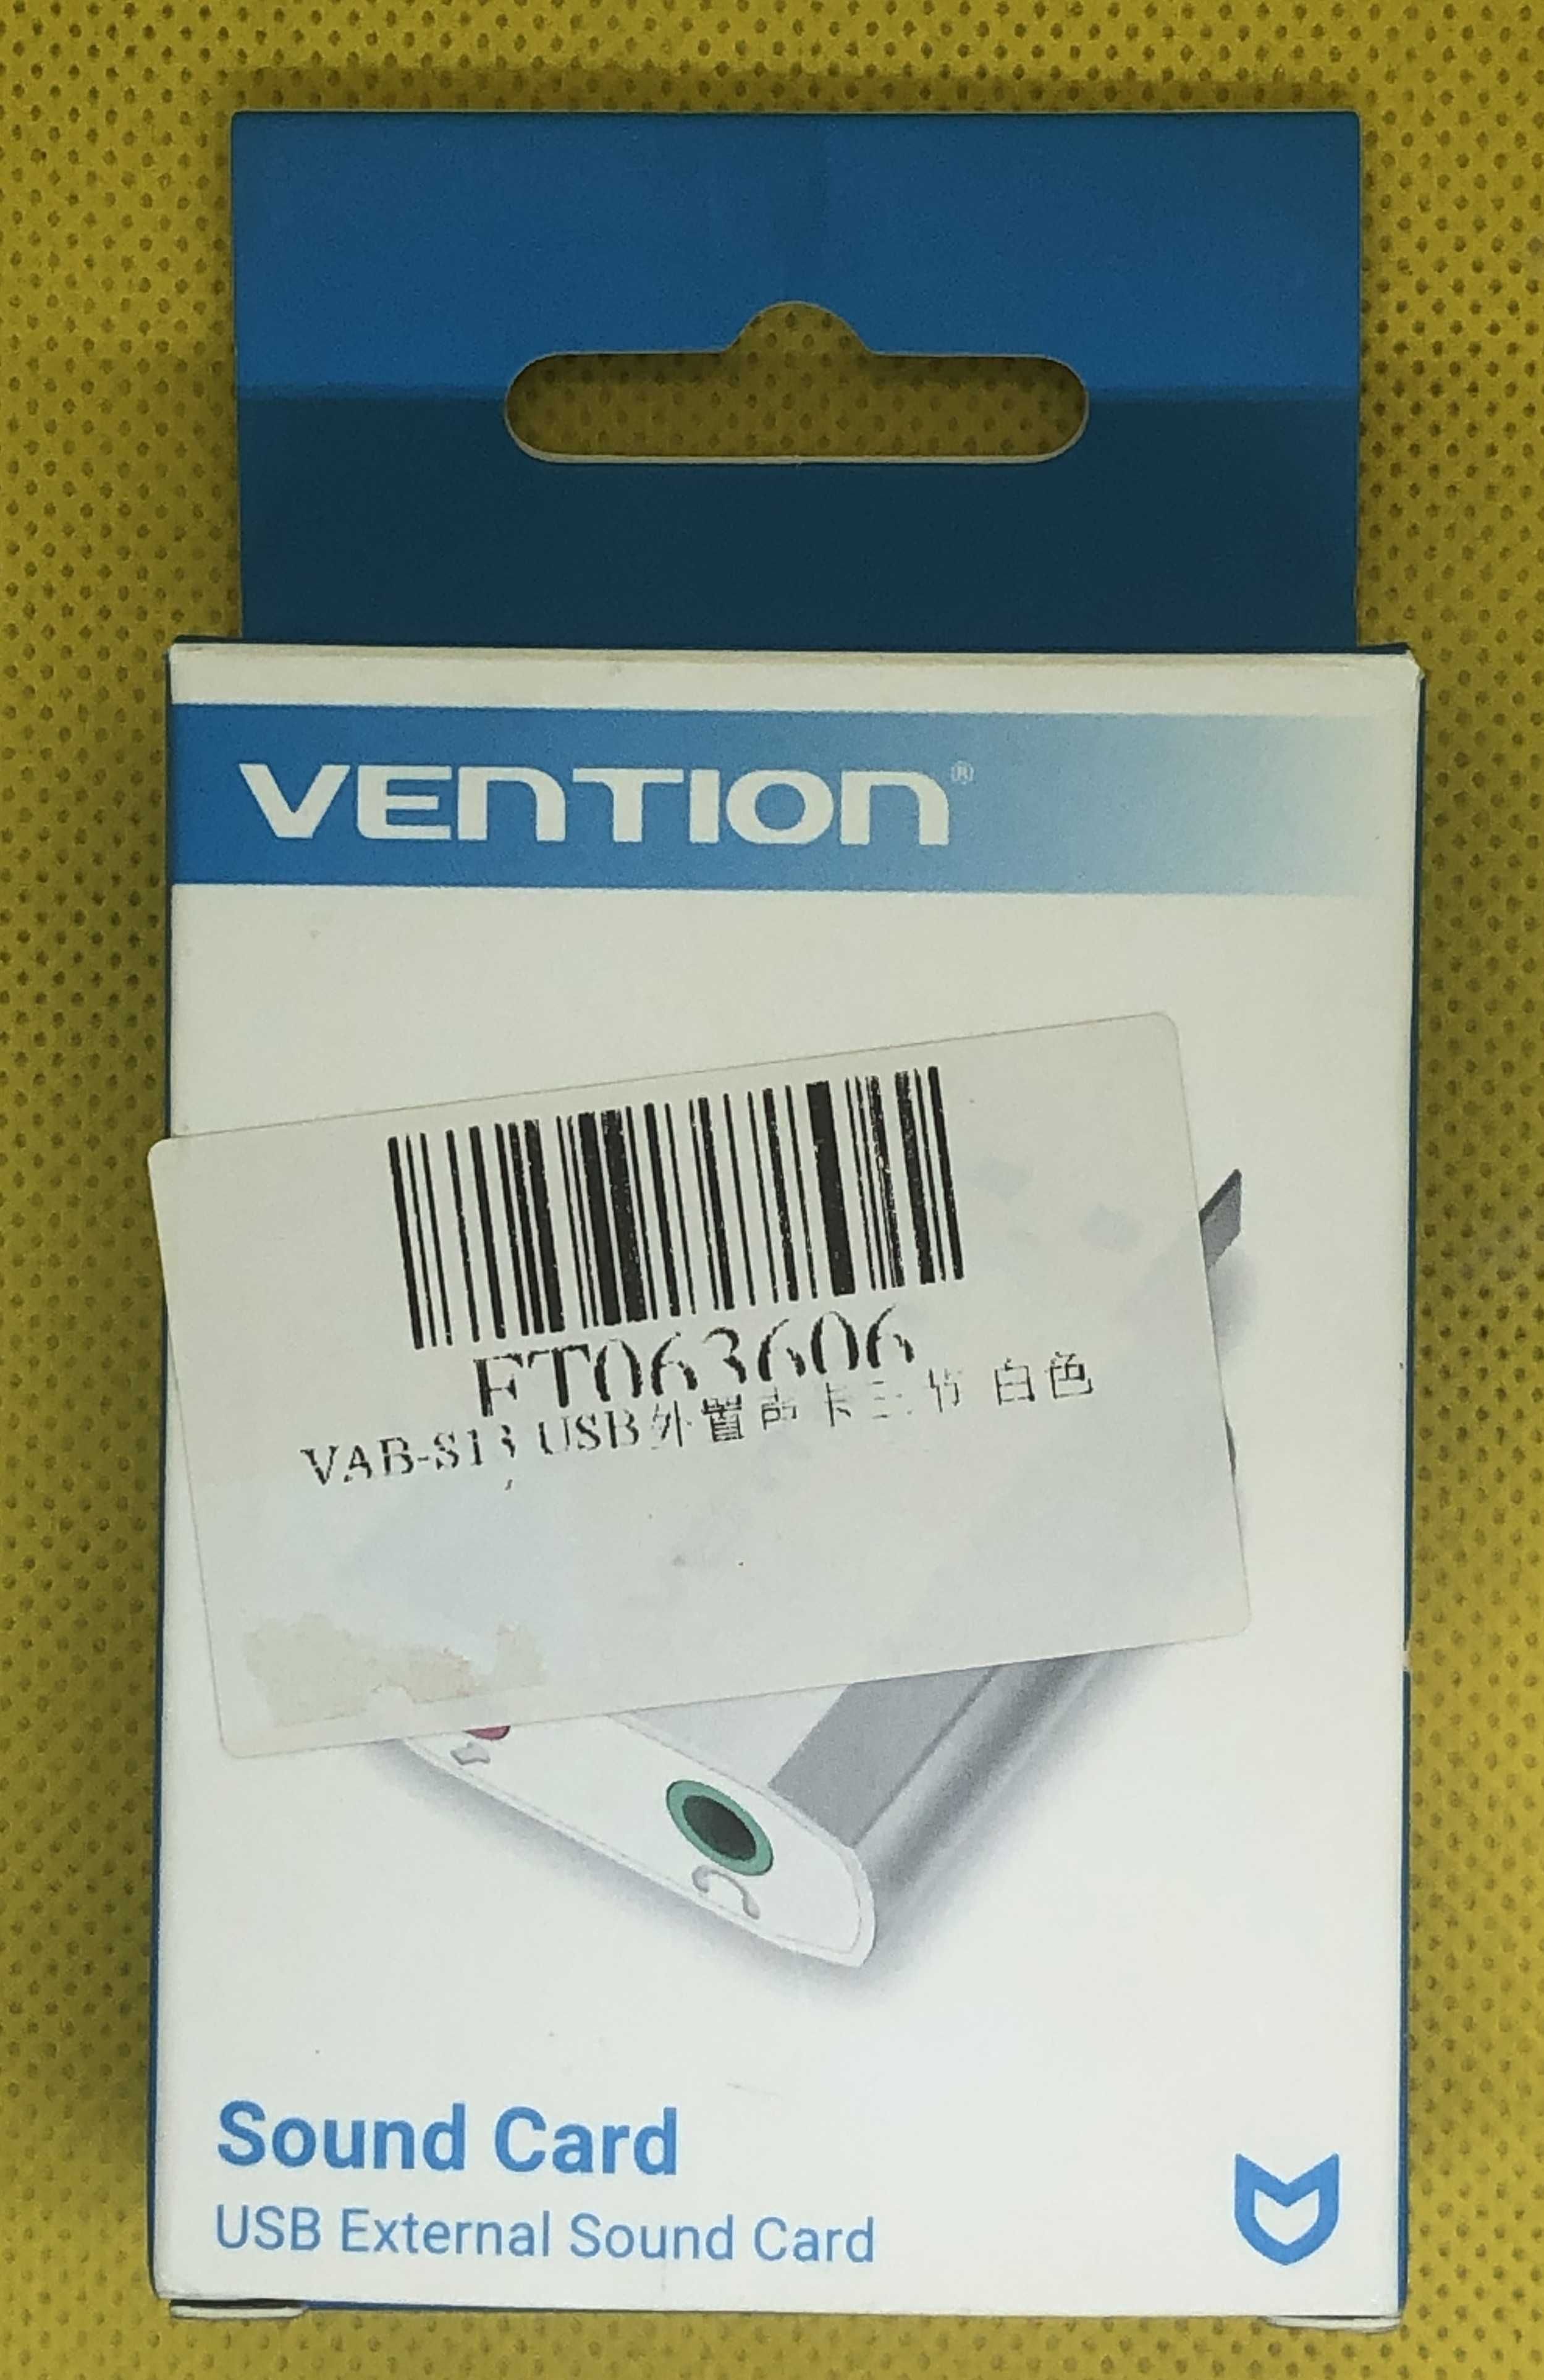 VENTION®
FT063606
VAB-S13 USB外置声卡三节 白色
Sound Card
USB External Sound Card